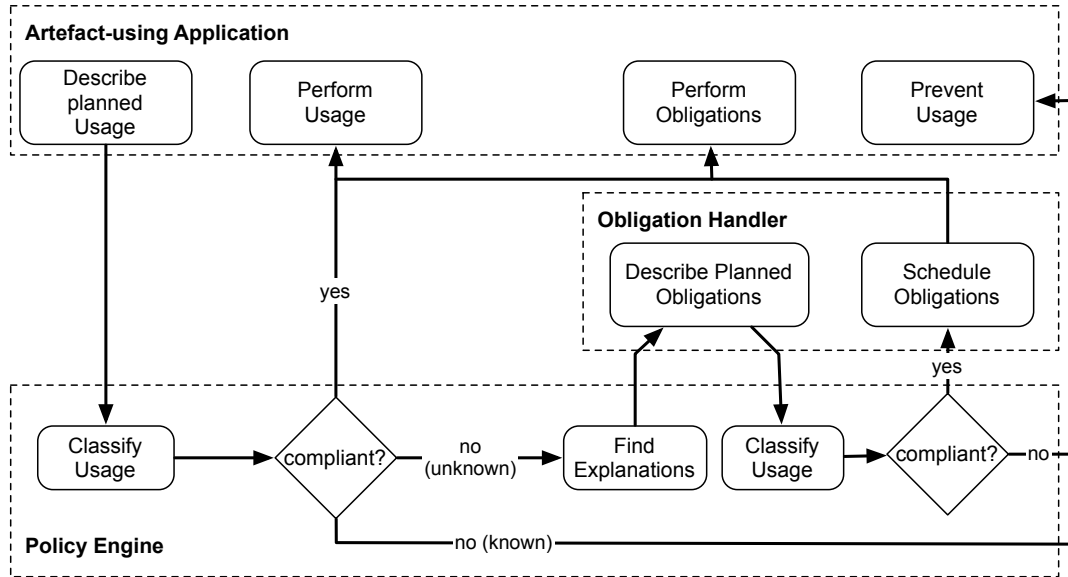 Artefact-using Application
Describe
planned
Usage
Perform
Usage
Perform
Obligations
Prevent
Usage
Obligation Handler
Describe Planned
Obligations
Schedule
Obligations
yes
yes
Classify
Usage
compliant?
no
(unknown)
Find
Explanations
Classify
Usage
compliant?
no
Policy Engine
no (known)